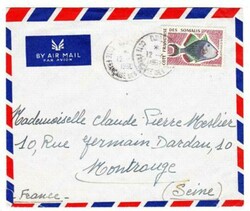 BY AIR MAIL
PAR AVION
CÔTE FRANÇAISE DES SOMALIS
Mademoiselle Claude Pierre Merlier
10, Rue Germain Dardan, 10
Montrouge
(Seine)
France